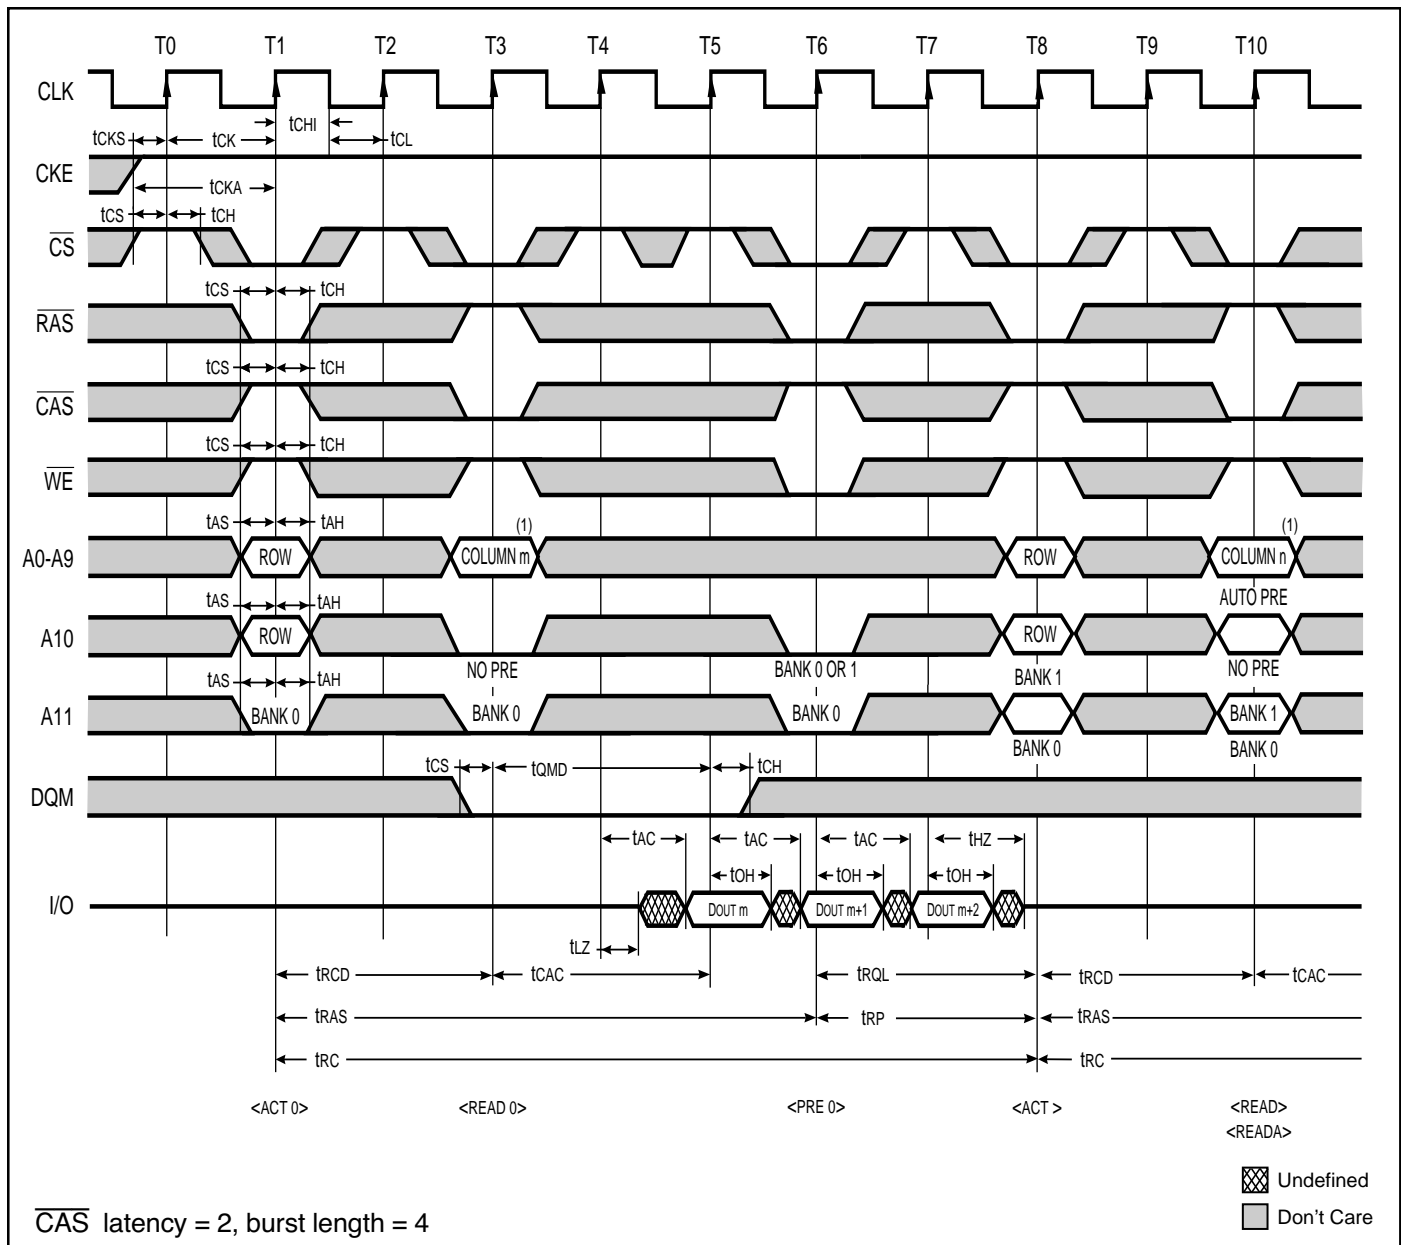 T0 T1 T2 T3 T4 T5 T6 T7 T8 T9 T10
CLK
tCHI
tCKS tCK tCL
CKE
tCKA
tCS tCH
CS
tCS tCH
RAS
tCS tCH
CAS
tCS tCH
WE
tAS tAH (1) (1)
A0-A9 ROW COLUMN m ROW COLUMN n
AUTO PRE
tAS tAH
A10 ROW ROW
NO PRE BANK 0 OR 1 BANK 1 NO PRE
tAS tAH
A11 BANK 0 BANK 0 BANK 0 BANK 1
BANK 0 BANK 0
tCS tQMD tCH
DQM
tAC tAC tAC tHZ
tOH tOH tOH
I/O DOUT m DOUT m+1 DOUT m+2
tLZ
tRCD tCAC tRQL tRCD tCAC
tRAS tRP tRAS
tRC tRC
<ACT 0> <READ 0> <PRE 0> <ACT > <READ>
<READA>
Undefined
Don't Care
CAS latency = 2, burst length = 4